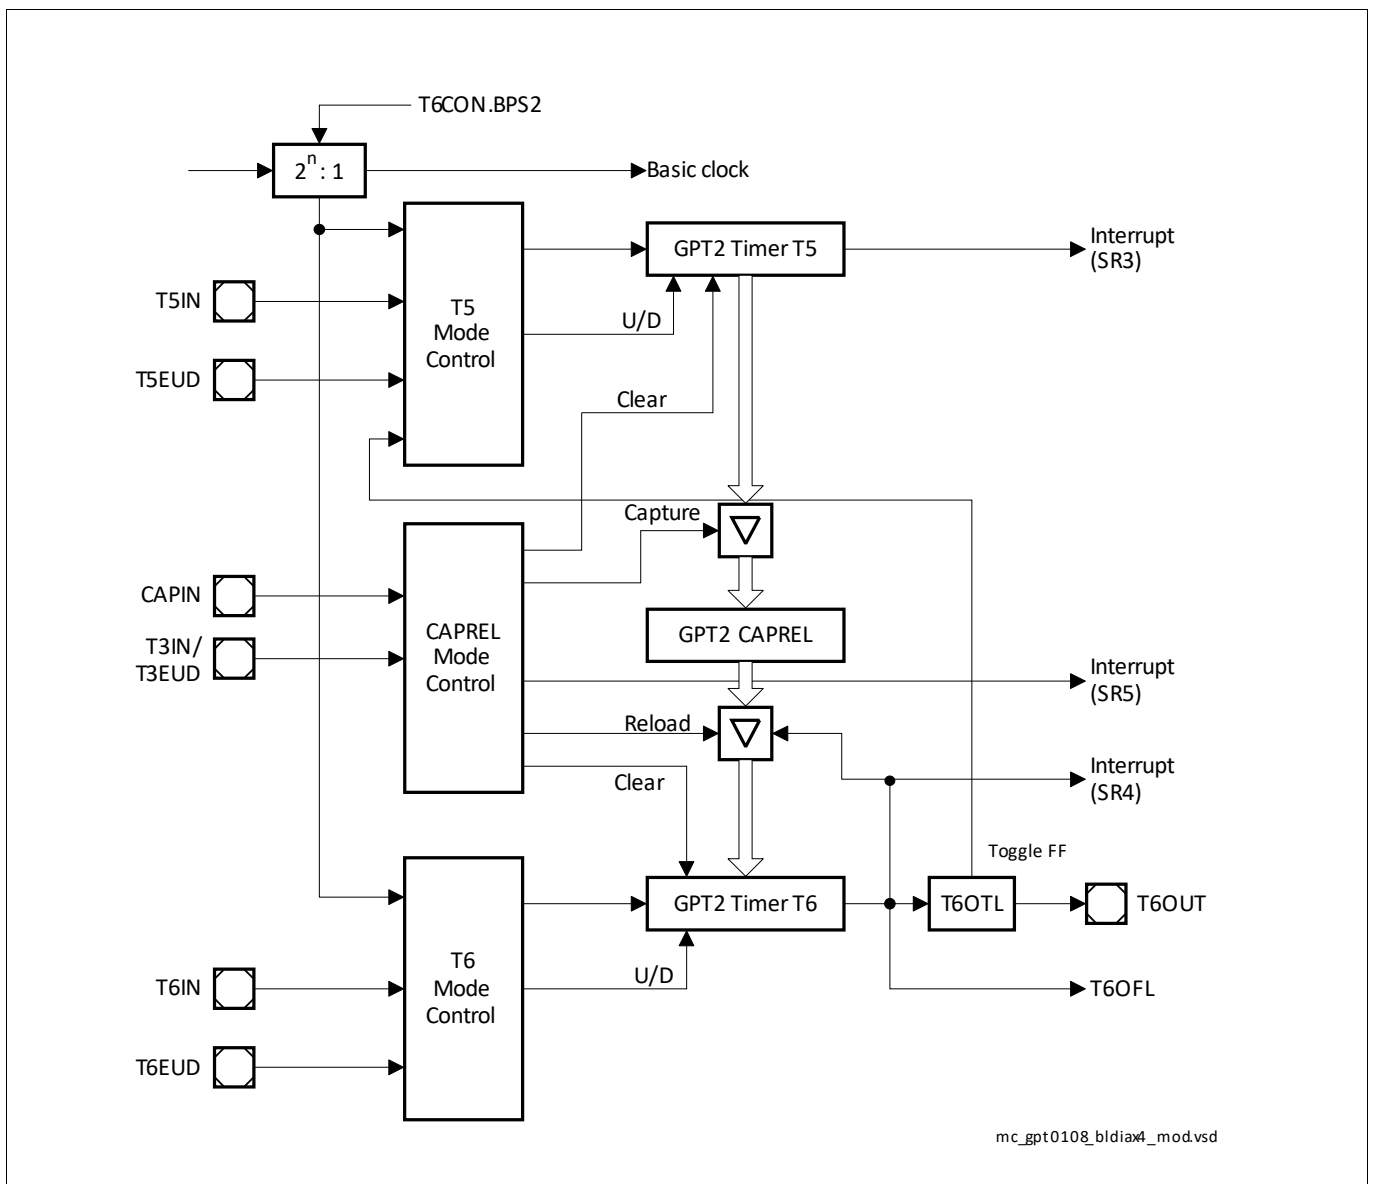 T6CON.BPS2
2ⁿ : 1
Basic clock
GPT2 Timer T5
Interrupt
(SR3)
T5IN
T5
Mode
Control
U/D
T5EUD
Clear
Capture
CAPIN
T3IN/
T3EUD
CAPREL
Mode
Control
GPT2 CAPREL
Interrupt
(SR5)
Reload
Interrupt
(SR4)
Clear
Toggle FF
GPT2 Timer T6
T6OTL
T6OUT
T6
Mode
Control
U/D
T6IN
T6OFL
T6EUD
mc_gpt0108_bldiax4_mod.vsd